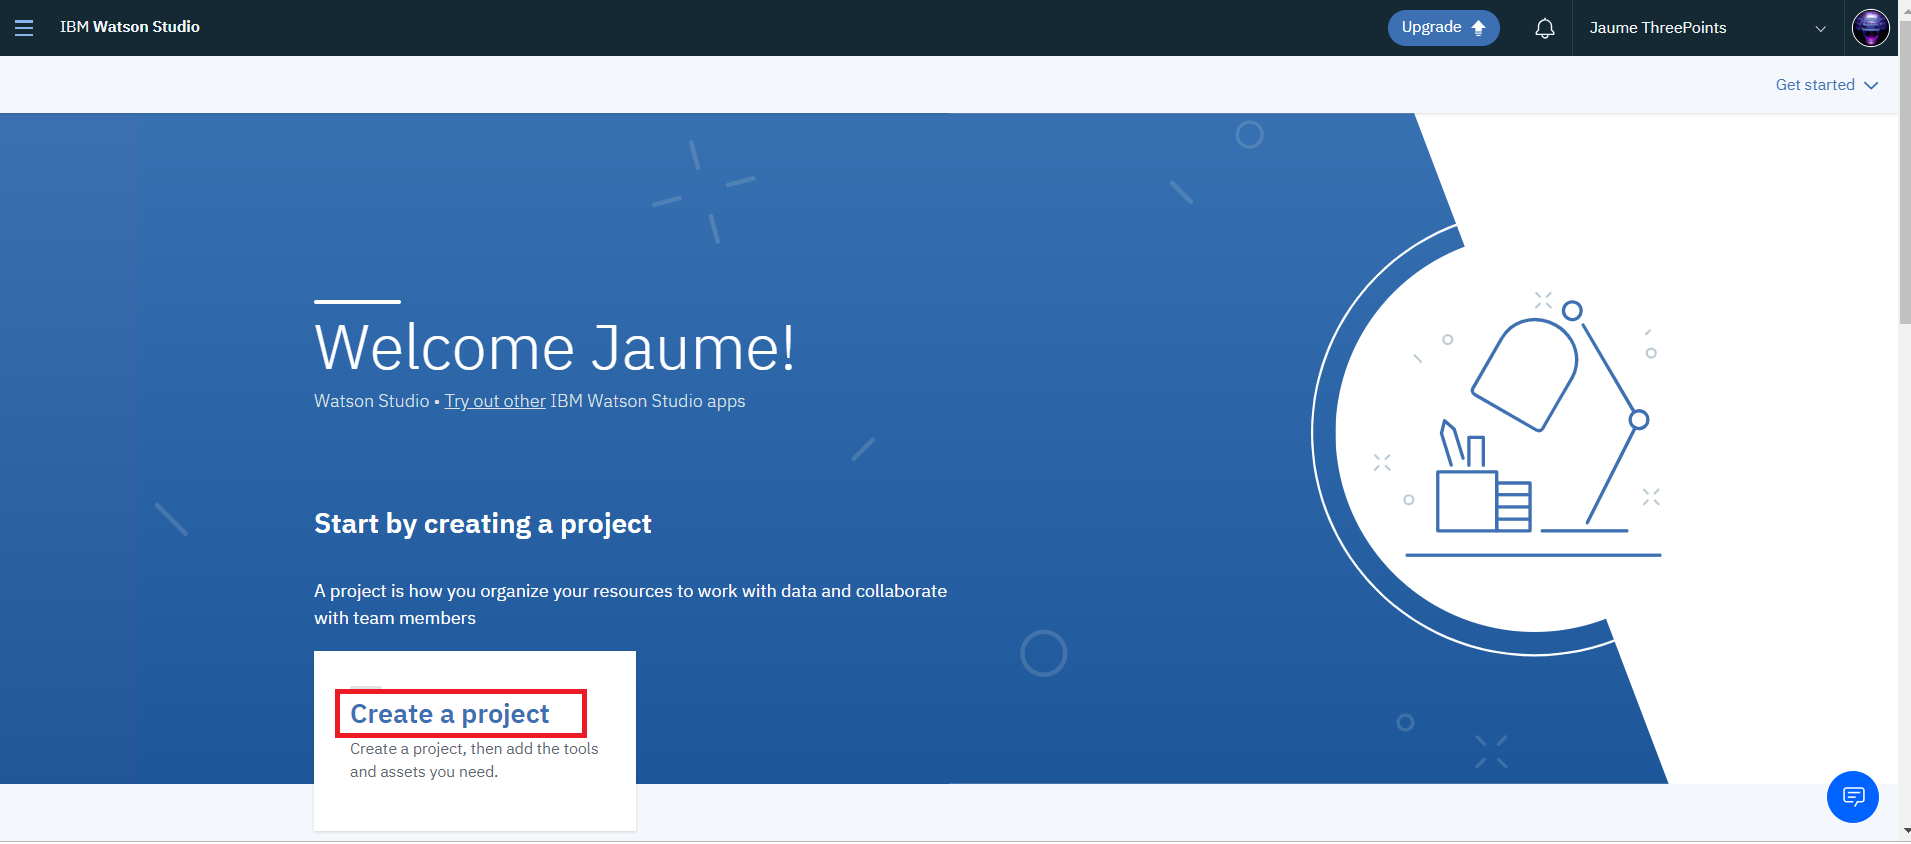 IBM Watson Studio
Upgrade
Jaume ThreePoints
Get started
Welcome Jaume!
Watson Studio • Try out other IBM Watson Studio apps
Start by creating a project
A project is how you organize your resources to work with data and collaborate
with team members
Create a project
Create a project, then add the tools
and assets you need.